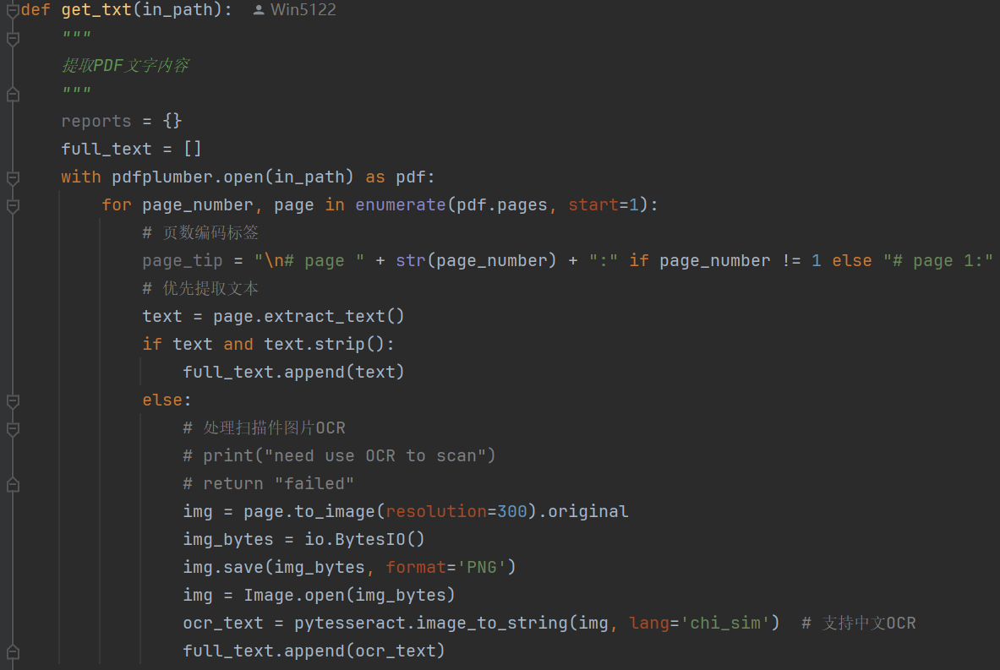 def get_txt(in_path):  Win5122
    """
    提取PDF文字内容
    """
    reports = {}
    full_text = []
    with pdfplumber.open(in_path) as pdf:
        for page_number, page in enumerate(pdf.pages, start=1):
            # 页数编码标签
            page_tip = "\n# page " + str(page_number) + ":" if page_number != 1 else "# page 1:"
            # 优先提取文本
            text = page.extract_text()
            if text and text.strip():
                full_text.append(text)
            else:
                # 处理扫描件图片OCR
                # print("need use OCR to scan")
                # return "failed"
                img = page.to_image(resolution=300).original
                img_bytes = io.BytesIO()
                img.save(img_bytes, format='PNG')
                img = Image.open(img_bytes)
                ocr_text = pytesseract.image_to_string(img, lang='chi_sim')  # 支持中文OCR
                full_text.append(ocr_text)